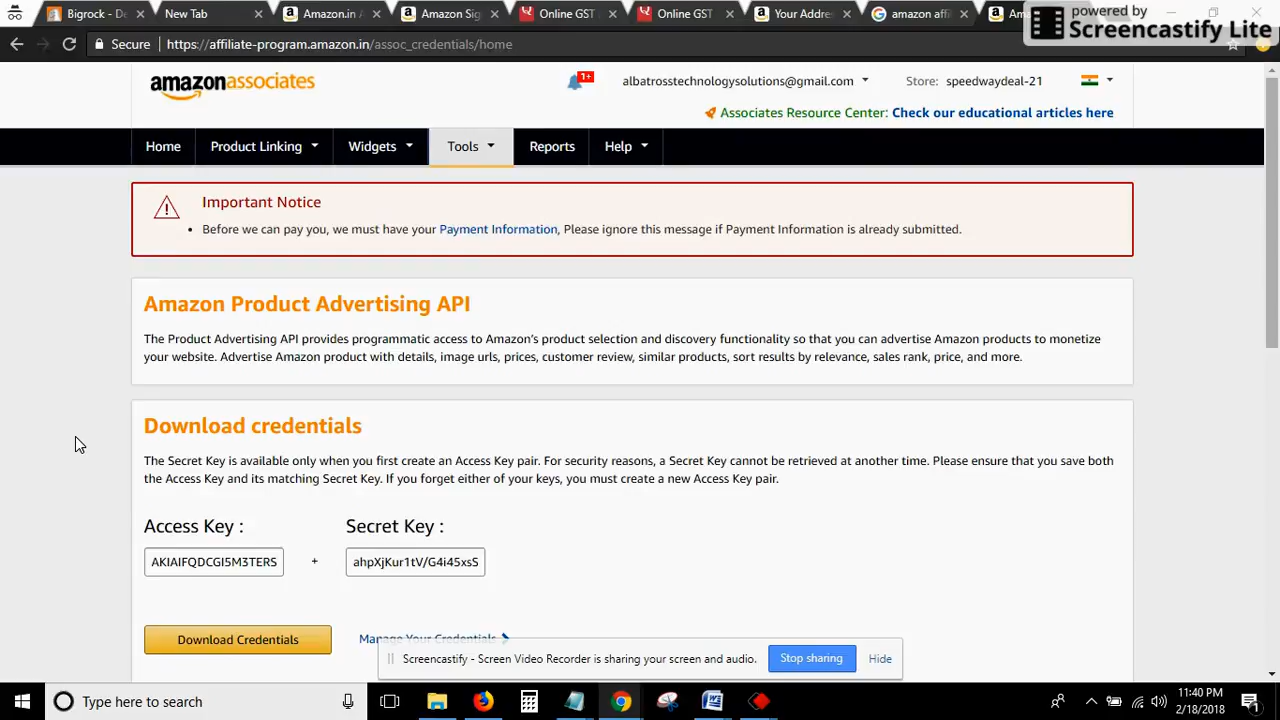 powered by
Screencastify Lite
Bigrock - De
New Tab
Amazon.in
Amazon Sig
Online GST
Online GST
Your Addre
amazon affi
Am
Secure
https://affiliate-program.amazon.in/assoc_credentials/home
amazonassociates
1+
albatrosstechnologysolutions@gmail.com
Store: speedwaydeal-21
Associates Resource Center: Check our educational articles here
Home
Product Linking
Widgets
Tools
Reports
Help
Important Notice
• Before we can pay you, we must have your Payment Information, Please ignore this message if Payment Information is already submitted.
Amazon Product Advertising API
The Product Advertising API provides programmatic access to Amazon's product selection and discovery functionality so that you can advertise Amazon products to monetize
your website. Advertise Amazon product with details, image urls, prices, customer review, similar products, sort results by relevance, sales rank, price, and more.
Download credentials
The Secret Key is available only when you first create an Access Key pair. For security reasons, a Secret Key cannot be retrieved at another time. Please ensure that you save both
the Access Key and its matching Secret Key. If you forget either of your keys, you must create a new Access Key pair.
Access Key :
Secret Key :
AKIAIFQDCGI5M3TERS
+
ahpXjKur1tV/G4i45xsS
Download Credentials
Manage Your Credentials
Screencastify - Screen Video Recorder is sharing your screen and audio.
Stop sharing
Hide
Type here to search
11:40 PM
2/18/2018
1